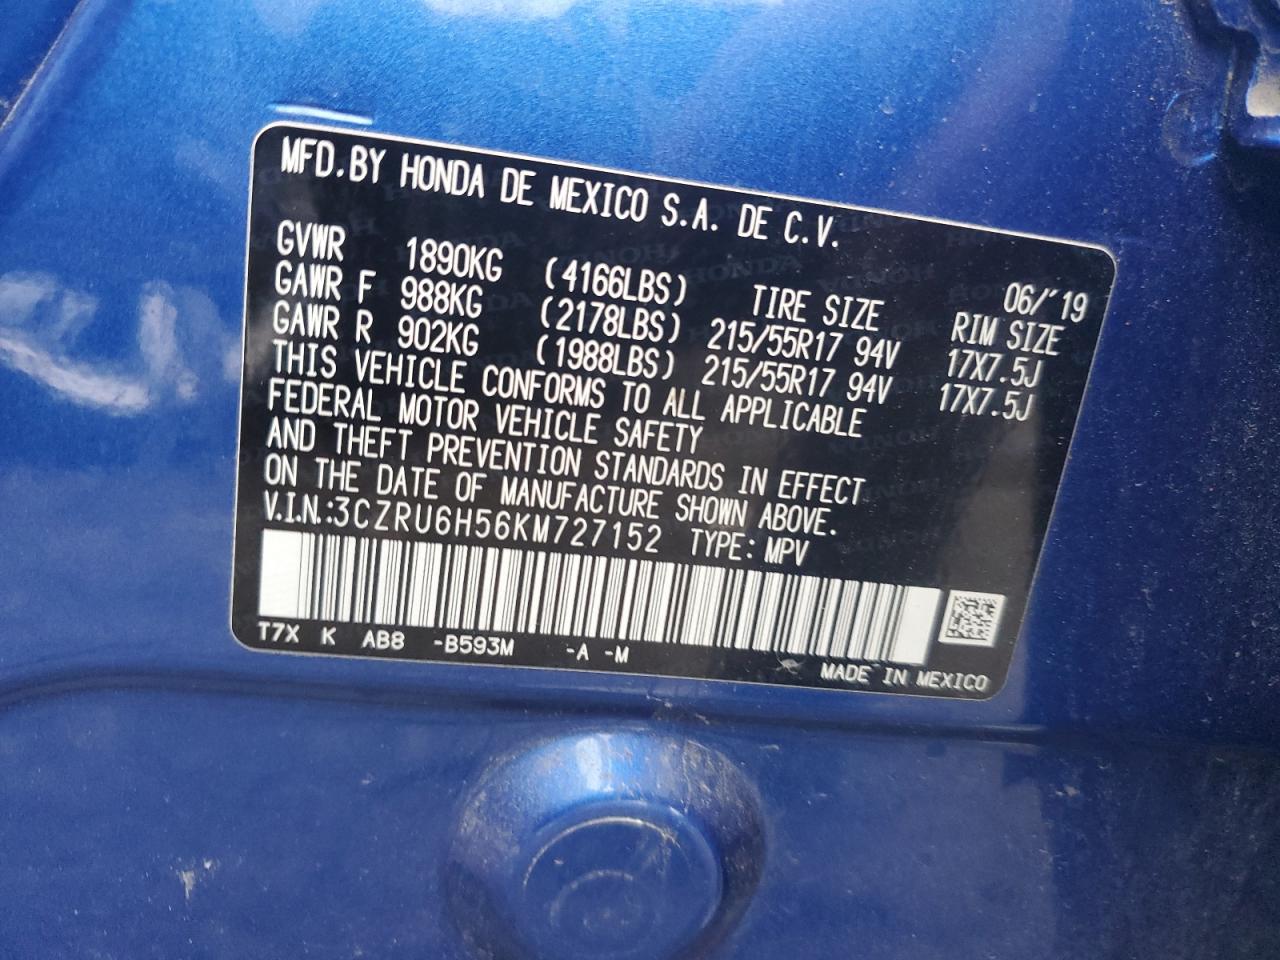 MFD.BY HONDA DE MEXICO S.A. DE C.V.
06/'19
GVWR 1890KG (4166LBS) TIRE SIZE RIM SIZE
GAWR F 988KG (2178LBS) 215/55R17 94V 17X7.5J
GAWR R 902KG (1988LBS) 215/55R17 94V 17X7.5J
THIS VEHICLE CONFORMS TO ALL APPLICABLE
FEDERAL MOTOR VEHICLE SAFETY
AND THEFT PREVENTION STANDARDS IN EFFECT
ON THE DATE OF MANUFACTURE SHOWN ABOVE.
V.I.N.:3CZRU6H56KM727152 TYPE: MPV
T7X K AB8 -B593M -A -M
MADE IN MEXICO